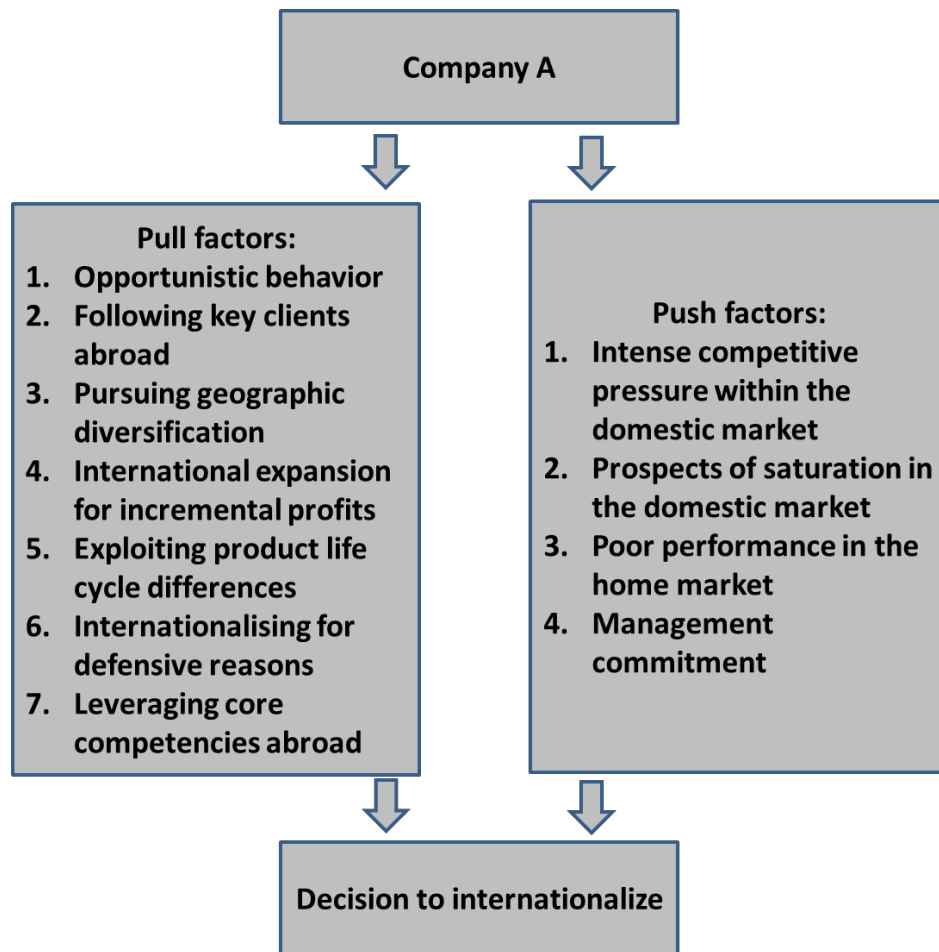 Company A
Pull factors:
1. Opportunistic behavior
2. Following key clients
abroad
3. Pursuing geographic
diversification
4. International expansion
for incremental profits
5. Exploiting product life
cycle differences
6. Internationalising for
defensive reasons
7. Leveraging core
competencies abroad
Push factors:
1. Intense competitive
pressure within the
domestic market
2. Prospects of saturation in
the domestic market
3. Poor performance in the
home market
4. Management
commitment
Decision to internationalize